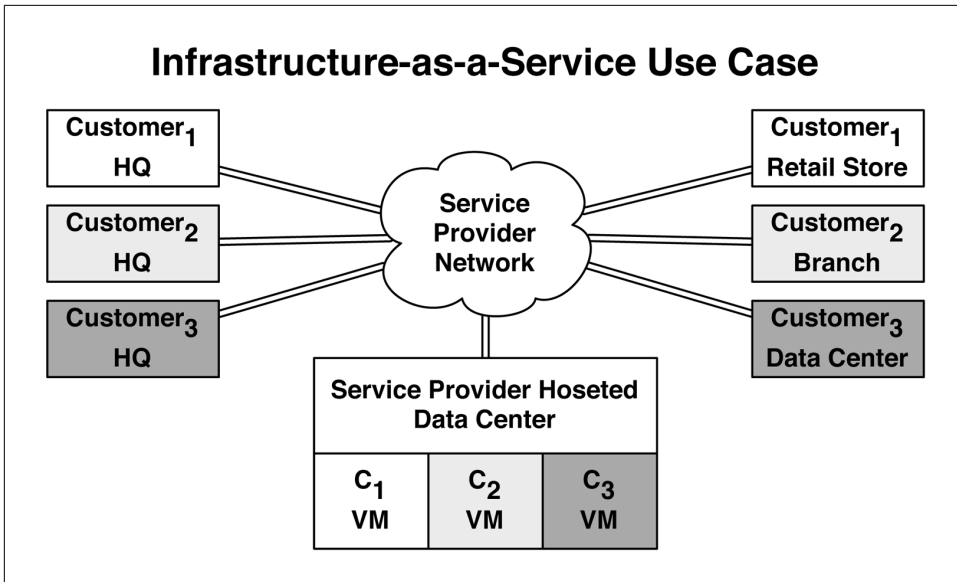 Infrastructure-as-a-Service Use Case
Customer1
HQ
Customer1
Retail Store
Customer2
HQ
Service
Provider
Network
Customer2
Branch
Customer3
HQ
Customer3
Data Center
Service Provider Hoseted
Data Center
C1
VM
C2
VM
C3
VM